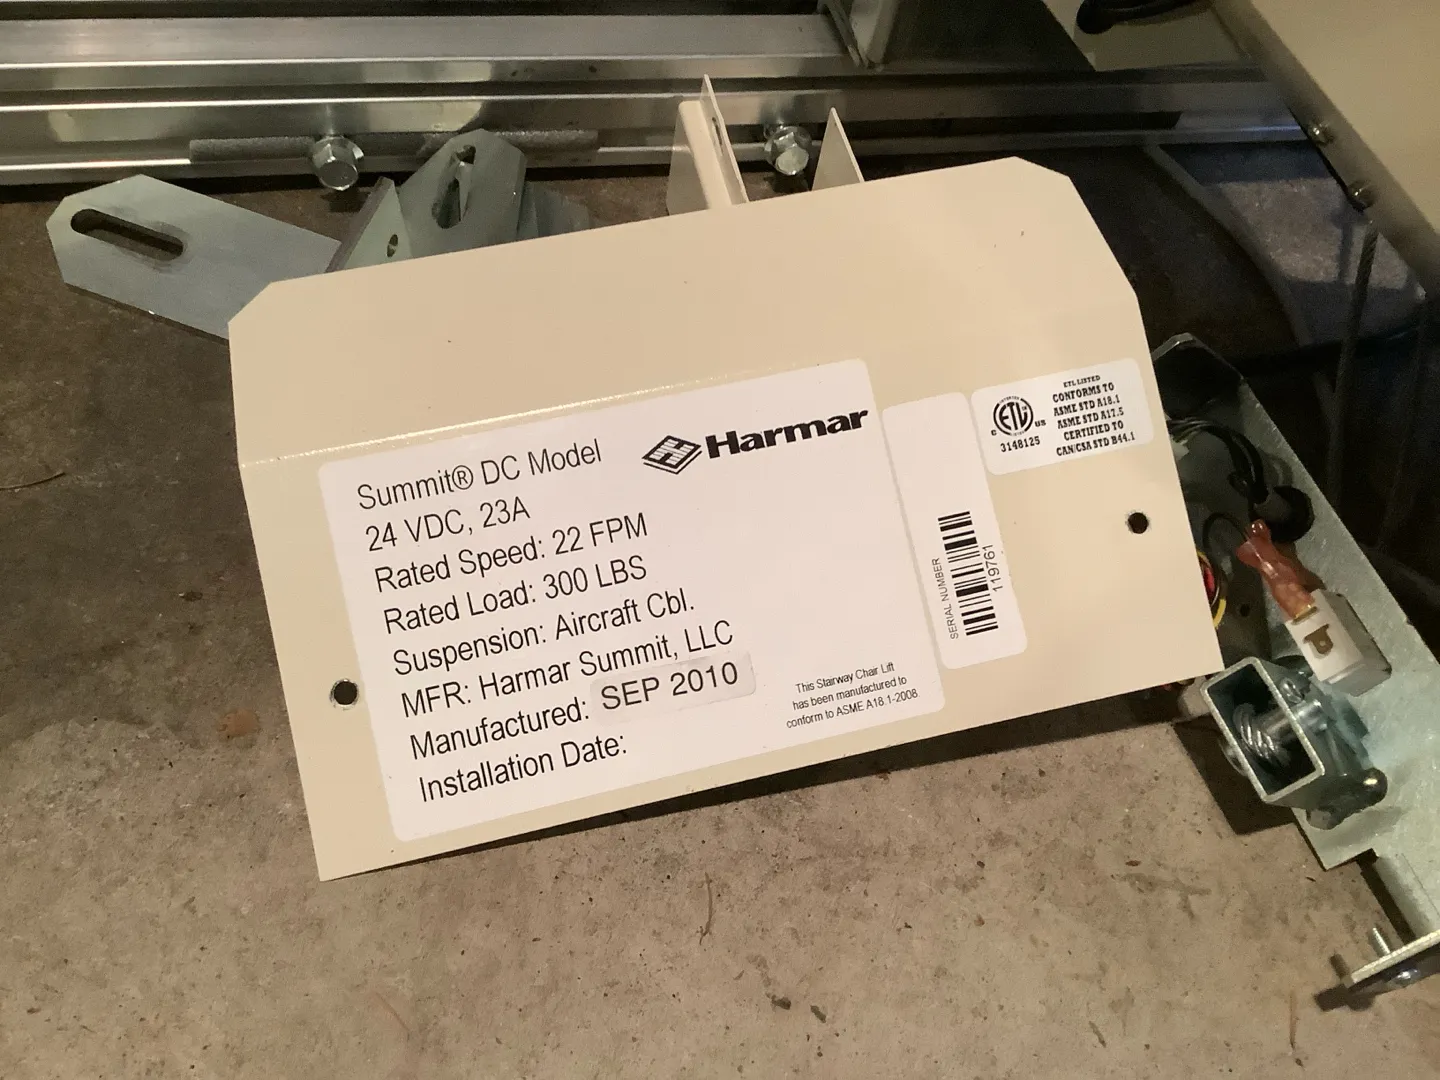 Summit® DC Model
24 VDC, 23A
Rated Speed: 22 FPM
Rated Load: 300 LBS
Suspension: Aircraft Cbl.
MFR: Harmar Summit, LLC
Manufactured: SEP 2010
Installation Date:
Harmar
This Stairway Chair Lift
has been manufactured to
conform to ASME A18.1-2008.
SERIAL NUMBER
119761
ETL LISTED
CONFORMS TO
ASME STD A18.1
ASME STD A17.5
CERTIFIED TO
CAN/CSA STD B44.1
C ETL US
3148125